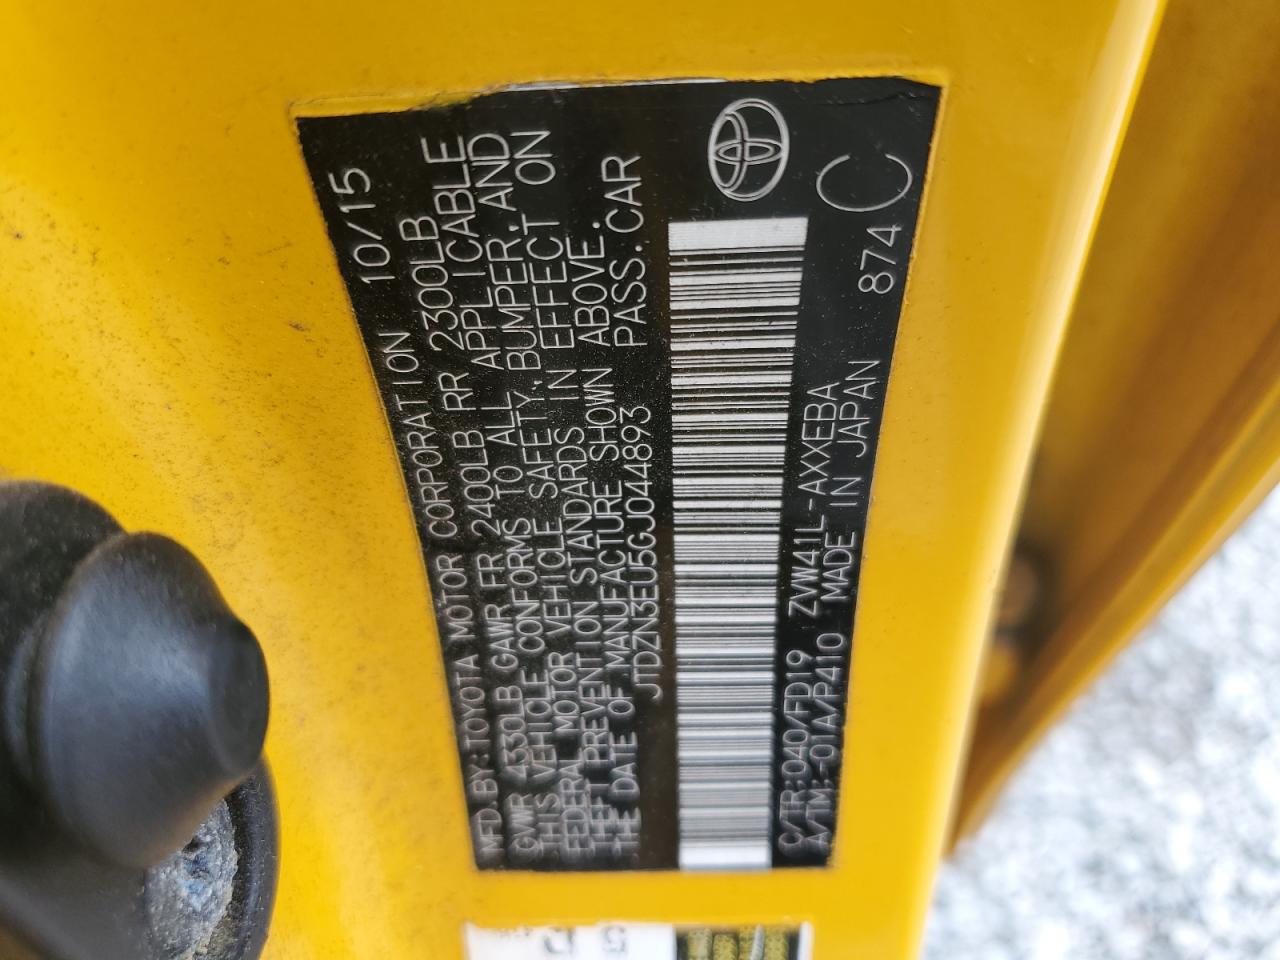 MFD.BY:TOYOTA MOTOR CORPORATION 10/15
GVWR 4330LB GAWR FR 2400LB RR 2300LB
THIS VEHICLE CONFORMS TO ALL APPLICABLE
FEDERAL MOTOR VEHICLE SAFETY, BUMPER, AND
THEFT PREVENTION STANDARDS IN EFFECT ON
THE DATE OF MANUFACTURE SHOWN ABOVE.
JTDZN3EU5GJ044893 PASS.CAR
C/TR:040/FD19 ZVW41L-AXXEBA 874 C
A/TM:-01A/P410 MADE IN JAPAN